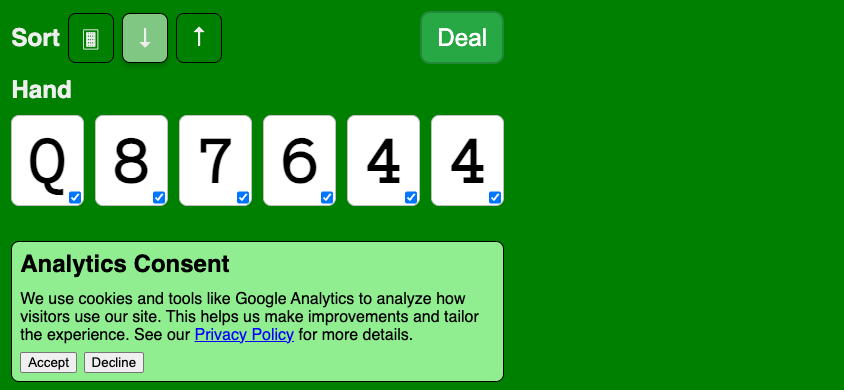 Sort ↓ ↑ Deal
Hand
Q 8 7 6 4 4
Analytics Consent
We use cookies and tools like Google Analytics to analyze how
visitors use our site. This helps us make improvements and tailor
the experience. See our Privacy Policy for more details.
Accept Decline